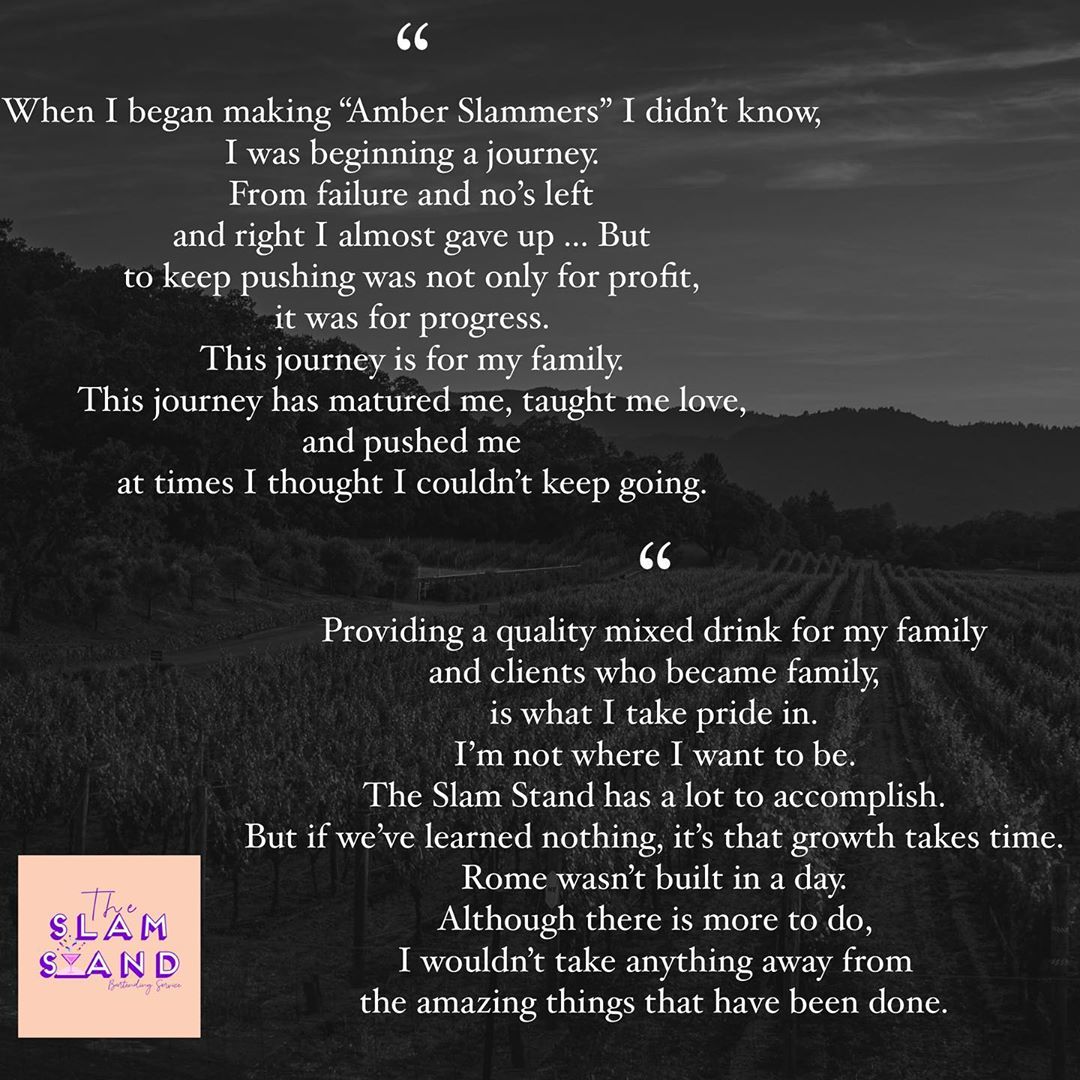 “
When I began making “Amber Slammers” I didn’t know,
I was beginning a journey.
From failure and no’s left
and right I almost gave up ... But
to keep pushing was not only for profit,
it was for progress.
This journey is for my family.
This journey has matured me, taught me love,
and pushed me
at times I thought I couldn’t keep going.
“
Providing a quality mixed drink for my family
and clients who became family,
is what I take pride in.
I’m not where I want to be.
The Slam Stand has a lot to accomplish.
But if we’ve learned nothing, it’s that growth takes time.
Rome wasn’t built in a day.
Although there is more to do,
I wouldn’t take anything away from
the amazing things that have been done.
The
SLAM
STAND
Bartending Service